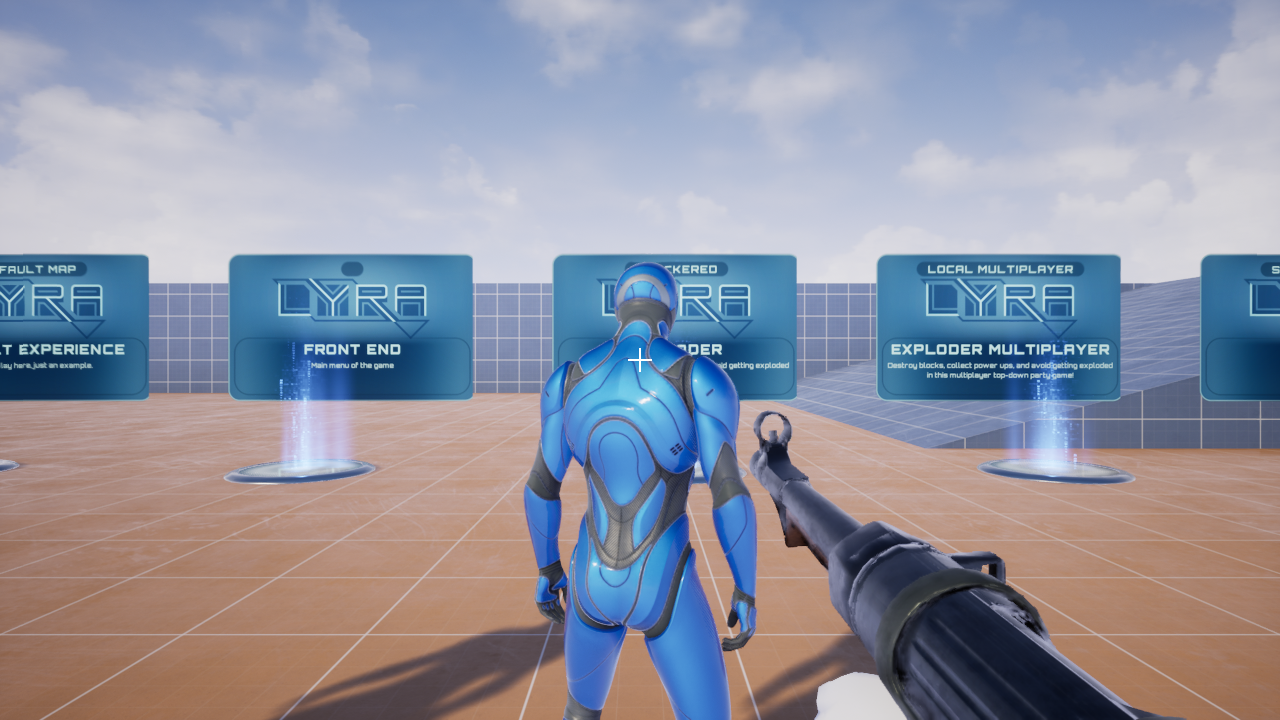 FAULT MAP
YRA
T EXPERIENCE
lay here, just an example.
LYRA
FRONT END
Main menu of the game
CKERED
L RA
DER
id getting exploded
LOCAL MULTIPLAYER
LYRA
EXPLODER MULTIPLAYER
Destroy blocks, collect power ups, and avoid getting exploded
in this multiplayer top-down party game!
S
L